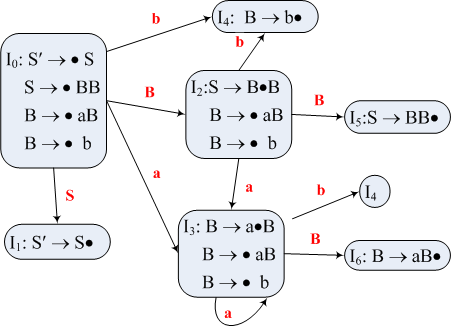 I₀: S′ → • S
S → • BB
B → • aB
B → • b
b
I₄: B → b•
b
B
I₂:S → B•B
B → • aB
B → • b
B
I₅:S → BB•
a
S
a
b
I₄
I₁: S′ → S•
I₃: B → a•B
B → • aB
B → • b
B
I₆: B → aB•
a